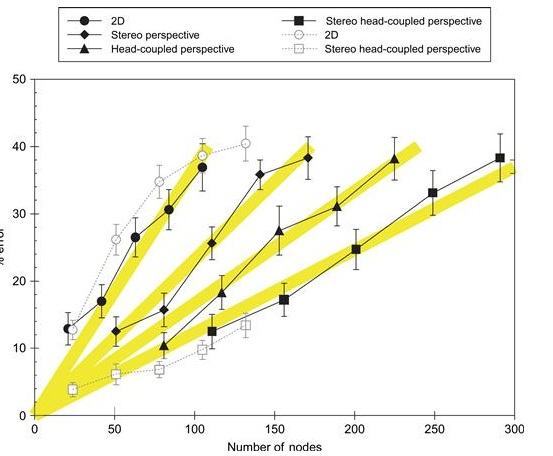 2D
Stereo perspective
Head-coupled perspective
Stereo head-coupled perspective
2D
Stereo head-coupled perspective
50
40
30
20
10
0
% error
0 50 100 150 200 250 300
Number of nodes